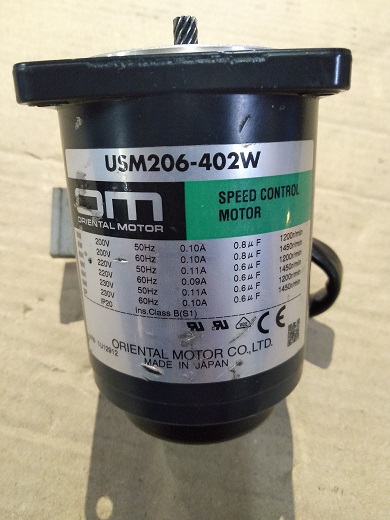 USM206-402W
OM
ORIENTAL MOTOR
SPEED CONTROL
MOTOR
200V 50Hz 0.10A 0.8μF 1200r/min
200V 60Hz 0.10A 0.8μF 1450r/min
220V 50Hz 0.11A 0.6μF 1200r/min
220V 60Hz 0.09A 0.6μF 1450r/min
230V 50Hz 0.11A 0.6μF 1200r/min
230V 60Hz 0.10A 0.6μF 1450r/min
IP20 Ins.Class B(S1)
CE
ORIENTAL MOTOR CO.,LTD.
MADE IN JAPAN